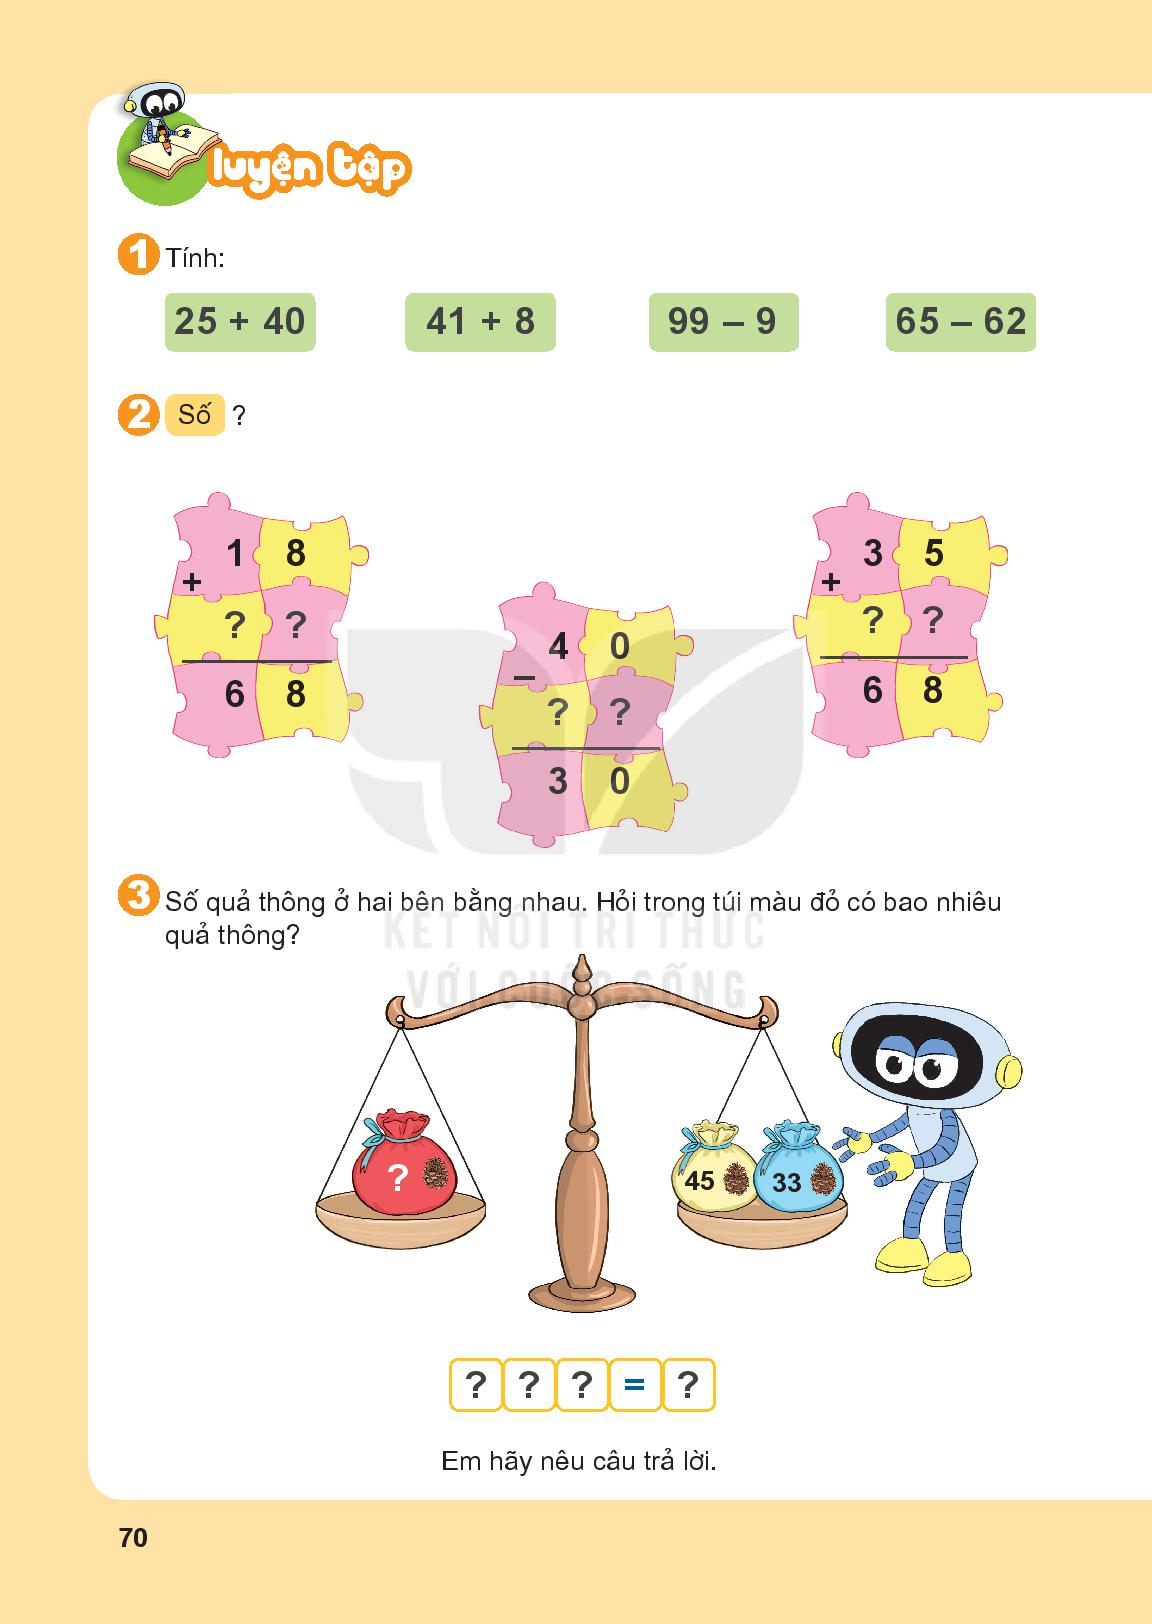 luyện tập
1 Tính:
25 + 40 41 + 8 99 – 9 65 – 62
2 Số ?
1 8
+
? ?
6 8
4 0
–
? ?
3 0
3 5
+
? ?
6 8
3 Số quả thông ở hai bên bằng nhau. Hỏi trong túi màu đỏ có bao nhiêu
quả thông?
KẾT NỐI TRI THỨC
VỚI CUỘC SỐNG
? 45 33
? ? ? = ?
Em hãy nêu câu trả lời.
70